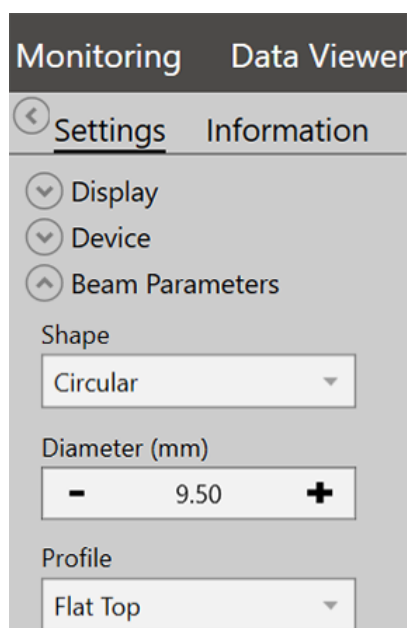 Monitoring Data Viewer
Settings Information
Display
Device
Beam Parameters
Shape
Circular
Diameter (mm)
- 9.50 +
Profile
Flat Top